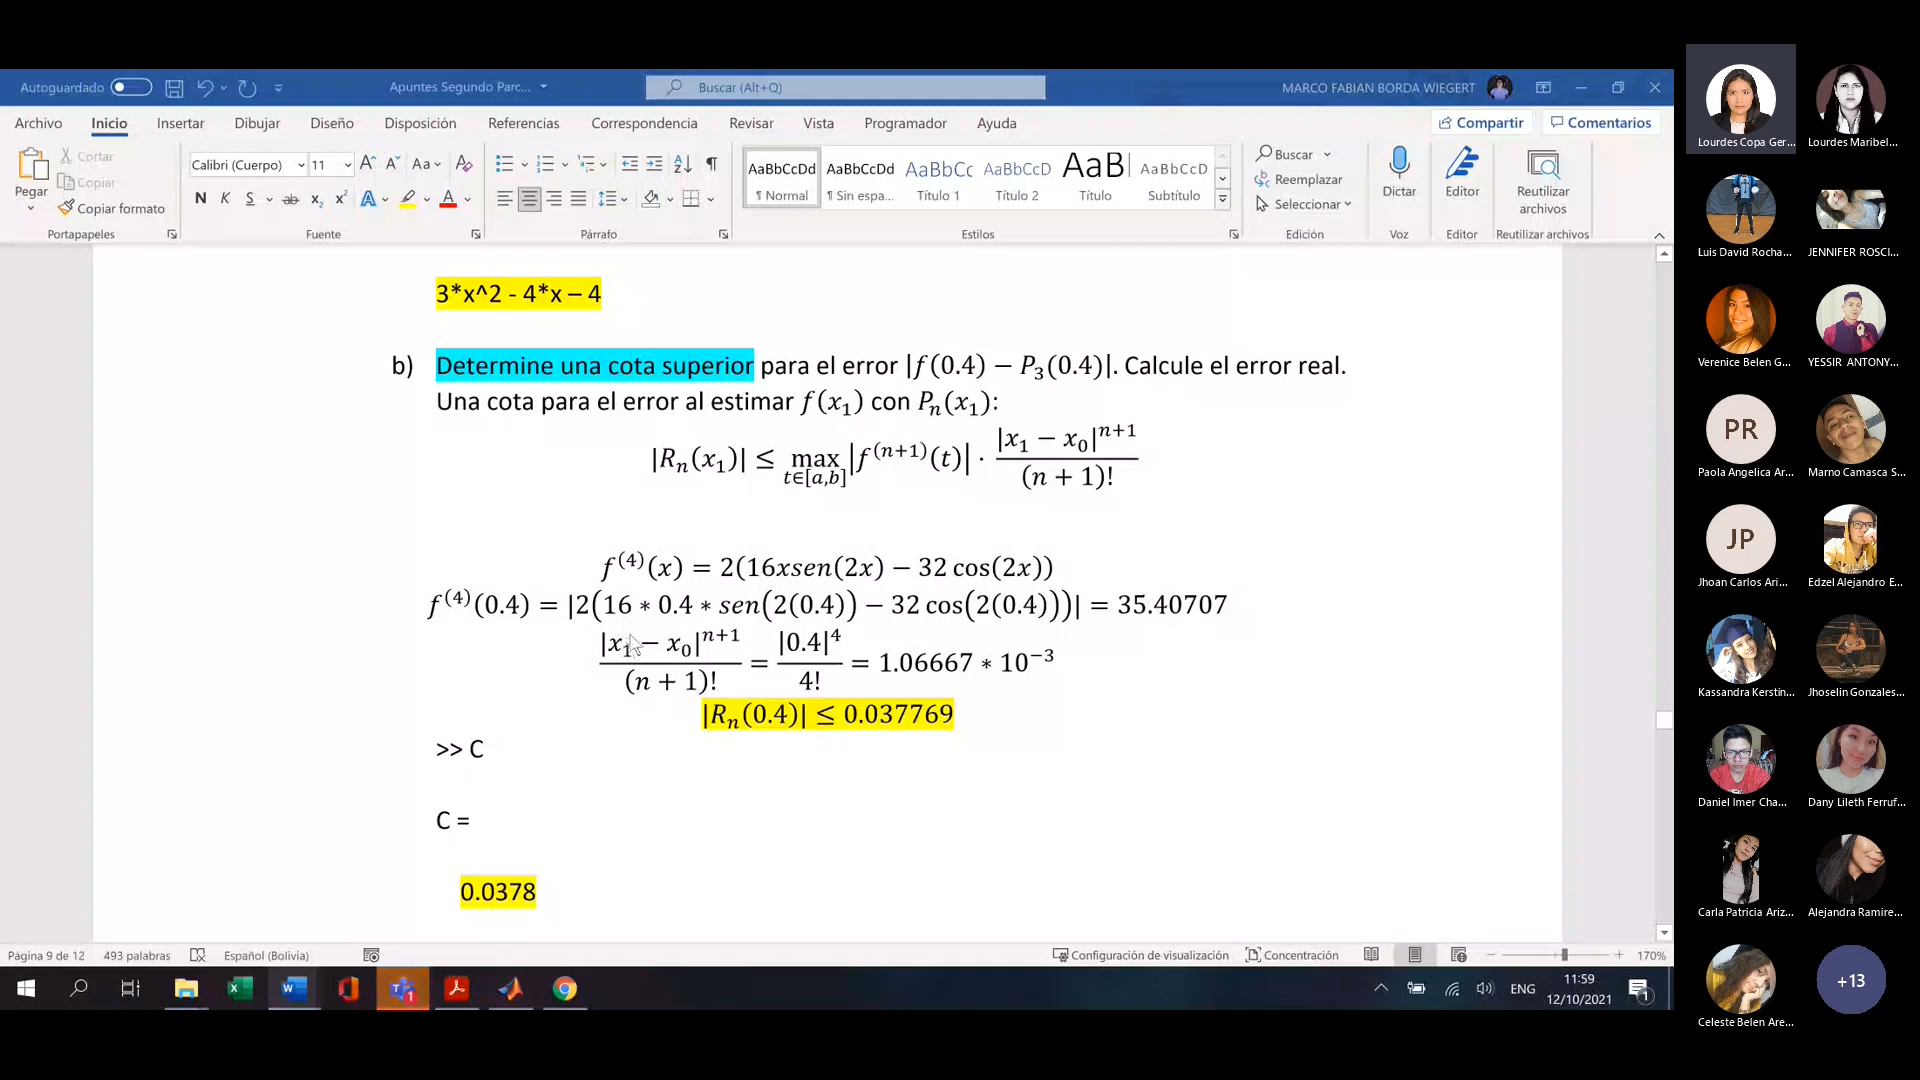 Autoguardado
Apuntes Segundo Parc...
Buscar (Alt+Q)
MARCO FABIAN BORDA WIEGERT
Archivo Inicio Insertar Dibujar Diseño Disposición Referencias Correspondencia Revisar Vista Programador Ayuda
Compartir Comentarios
Pegar
Cortar
Copiar
Copiar formato
Portapapeles
Calibri (Cuerpo) 11
Fuente
Párrafo
AaBbCcDd AaBbCcDd AaBbCc AaBbCcD AaB AaBbCcD
¶ Normal ¶ Sin espa... Título 1 Título 2 Título Subtítulo
Estilos
Buscar
Reemplazar
Seleccionar
Edición
Dictar
Voz
Editor
Editor
Reutilizar
archivos
Reutilizar archivos
3*x^2 - 4*x – 4
b) Determine una cota superior para el error |f(0.4) − P₃(0.4)|. Calcule el error real.
Una cota para el error al estimar f(x₁) con Pₙ(x₁):
|Rₙ(x₁)| ≤ max t∈[a,b] |f⁽ⁿ⁺¹⁾(t)| · |x₁ − x₀|ⁿ⁺¹ / (n + 1)!
f⁽⁴⁾(x) = 2(16xsen(2x) − 32 cos(2x))
f⁽⁴⁾(0.4) = |2(16 ∗ 0.4 ∗ sen(2(0.4)) − 32 cos(2(0.4)))| = 35.40707
|x₁ − x₀|ⁿ⁺¹ / (n + 1)! = |0.4|⁴ / 4! = 1.06667 ∗ 10⁻³
|Rₙ(0.4)| ≤ 0.037769
>> C
C =
0.0378
Página 9 de 12 493 palabras Español (Bolivia)
Configuración de visualización Concentración 170%
ENG
11:59
12/10/2021
Lourdes Copa Ger...
Lourdes Maribel...
Luis David Rocha...
JENNIFER ROSCI...
Verenice Belen G...
YESSIR ANTONY...
PR
Paola Angelica Ar...
Marno Camasca S...
JP
Jhoan Carlos Ari...
Edzel Alejandro E...
Kassandra Kerstin...
Jhoselin Gonzales...
Daniel Imer Cha...
Dany Lileth Ferruf...
Carla Patricia Ariz...
Alejandra Ramire...
Celeste Belen Are...
+13